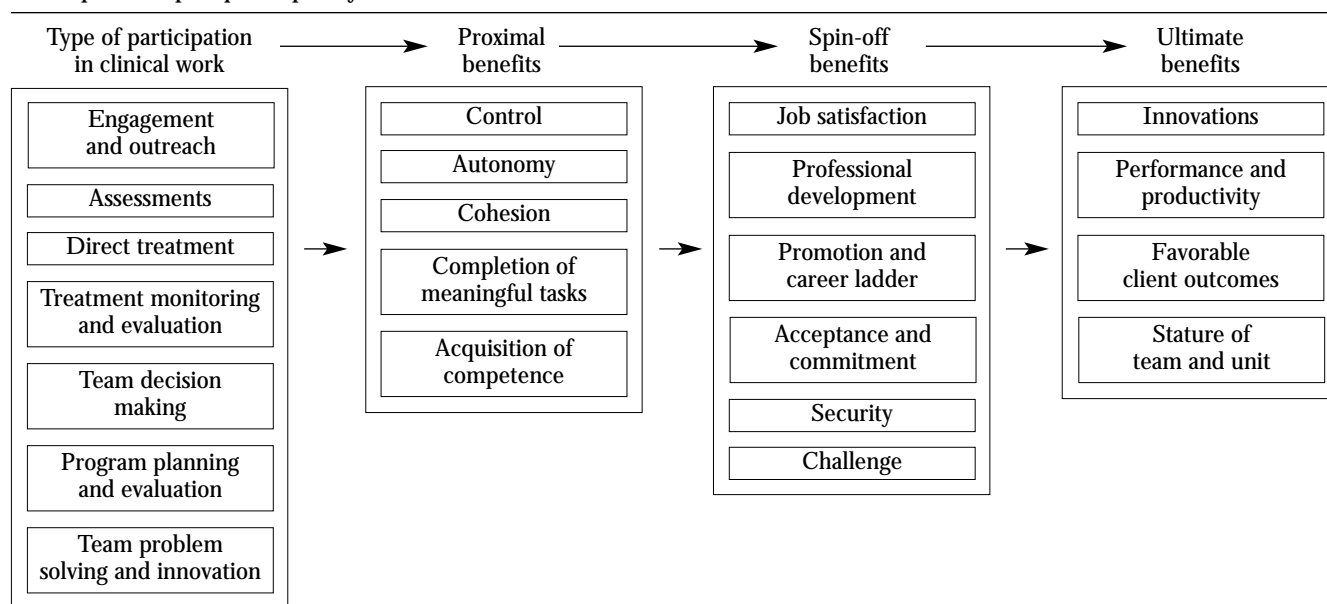 Type of participation
in clinical work
Proximal
benefits
Spin-off
benefits
Ultimate
benefits
Engagement
and outreach
Assessments
Direct treatment
Treatment monitoring
and evaluation
Team decision
making
Program planning
and evaluation
Team problem
solving and innovation
Control
Autonomy
Cohesion
Completion of
meaningful tasks
Acquisition of
competence
Job satisfaction
Professional
development
Promotion and
career ladder
Acceptance and
commitment
Security
Challenge
Innovations
Performance and
productivity
Favorable
client outcomes
Stature of
team and unit